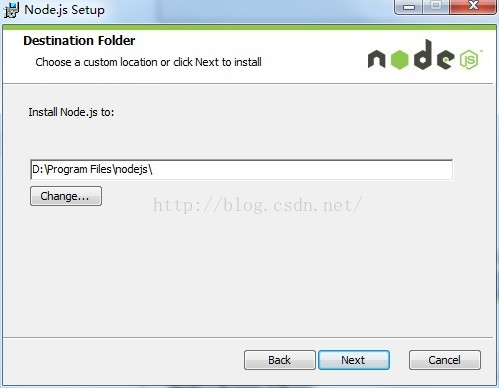 Node.js Setup
Destination Folder
Choose a custom location or click Next to install
node JS
Install Node.js to:
D:\Program Files\nodejs\
Change...
http://blog.csdn.net/
Back
Next
Cancel